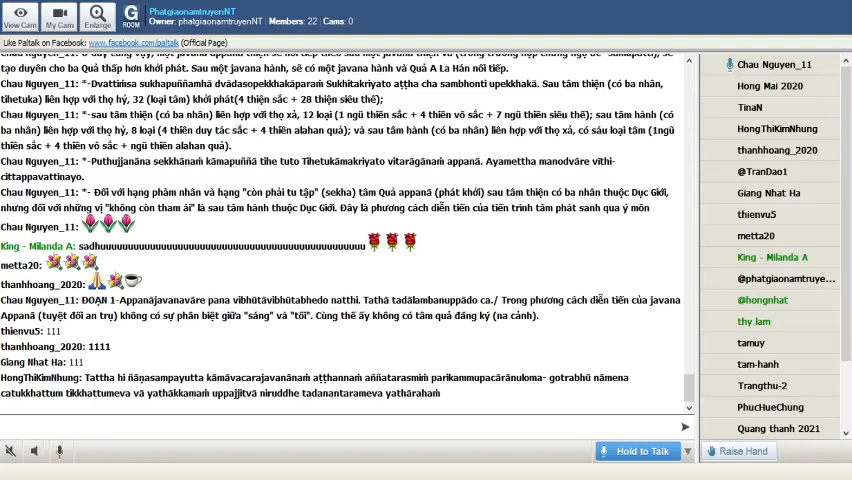 View Cam
My Cam
Enlarge
G
ROOM
PhatgiaonamtruyenNT
Owner: phatgiaonamtruyenNT | Members: 22 | Cams: 0
Like Paltalk on Facebook: www.facebook.com/paltalk (Official Page)
tạo duyên cho ba Quả thấp hơn khởi phát. Sau một javana hành, sẽ có một javana hành và Quả A La Hán nối tiếp.
Chau Nguyen_11: *-Dvattiṁsa sukhapuññamhā dvādasopekkhakāparaṁ Sukhitakriyato aṭṭha cha sambhonti upekkhakā. Sau tâm thiện (có ba nhân,
tihetuka) liên hợp với thọ hỷ, 32 (loại tâm) khởi phát(4 thiện sắc + 28 thiện siêu thế);
Chau Nguyen_11: *-sau tâm thiện (có ba nhân) liên hợp với thọ xả, 12 loại (1 ngũ thiền sắc + 4 thiền vô sắc + 7 ngũ thiền siêu thế); sau tâm hành (có
ba nhân) liên hợp với thọ hỷ, 8 loại (4 thiền duy tác sắc + 4 thiền alahan quả); và sau tâm hành (có ba nhân) liên hợp với thọ xả, có sáu loại tâm (1ngũ
thiền sắc + 4 thiền vô sắc + ngũ thiền alahan quả).
Chau Nguyen_11: *-Puthujjanāna sekkhānaṁ kāmapuññā tihe tuto Tihetukāmakriyato vitarāgānaṁ appanā. Ayamettha manodvāre vīthi-
cittappavattinayo.
Chau Nguyen_11: *- Đối với hạng phàm nhân và hạng "còn phải tu tập" (sekha) tâm Quả appanā (phát khởi) sau tâm thiện có ba nhân thuộc Dục Giới,
nhưng đối với những vị "không còn tham ái" là sau tâm hành thuộc Dục Giới. Đây là phương cách diễn tiến của tiến trình tâm phát sanh qua ý môn
Chau Nguyen_11:
King - Milanda A: sadhuuuuuuuuuuuuuuuuuuuuuuuuuuuuuuuuuuuuuuuuuuuuu
metta20:
thanhhoang_2020:
Chau Nguyen_11: ĐOẠN 1-Appanājavanavāre pana vibhūtāvibhūtabhedo natthi. Tathā tadālambanuppādo ca./ Trong phương cách diễn tiến của javana
Appanā (tuyệt đối an trụ) không có sự phân biệt giữa "sáng" và "tối". Cùng thế ấy không có tâm quả đăng ký (na cảnh).
thienvu5: 111
thanhhoang_2020: 1111
Giang Nhat Ha: 111
HongThiKimNhung: Tattha hi ñāṇasampayutta kāmāvacarajavanānaṁ aṭṭhannaṁ aññatarasmiṁ parikammupacārānuloma- gotrabhū nāmena
catukkhattum tikkhattumeva vā yathākkamaṁ uppajjitvā niruddhe tadanantarameva yathārahaṁ
Chau Nguyen_11
Hong Mai 2020
TinaN
HongThiKimNhung
thanhhoang_2020
@TranDao1
Giang Nhat Ha
thienvu5
metta20
King - Milanda A
@phatgiaonamtruye...
@hongnhat
thy lam
tamuy
tam-hanh
Trangthu-2
PhucHueChung
Quang thanh 2021
Hold to Talk
Raise Hand